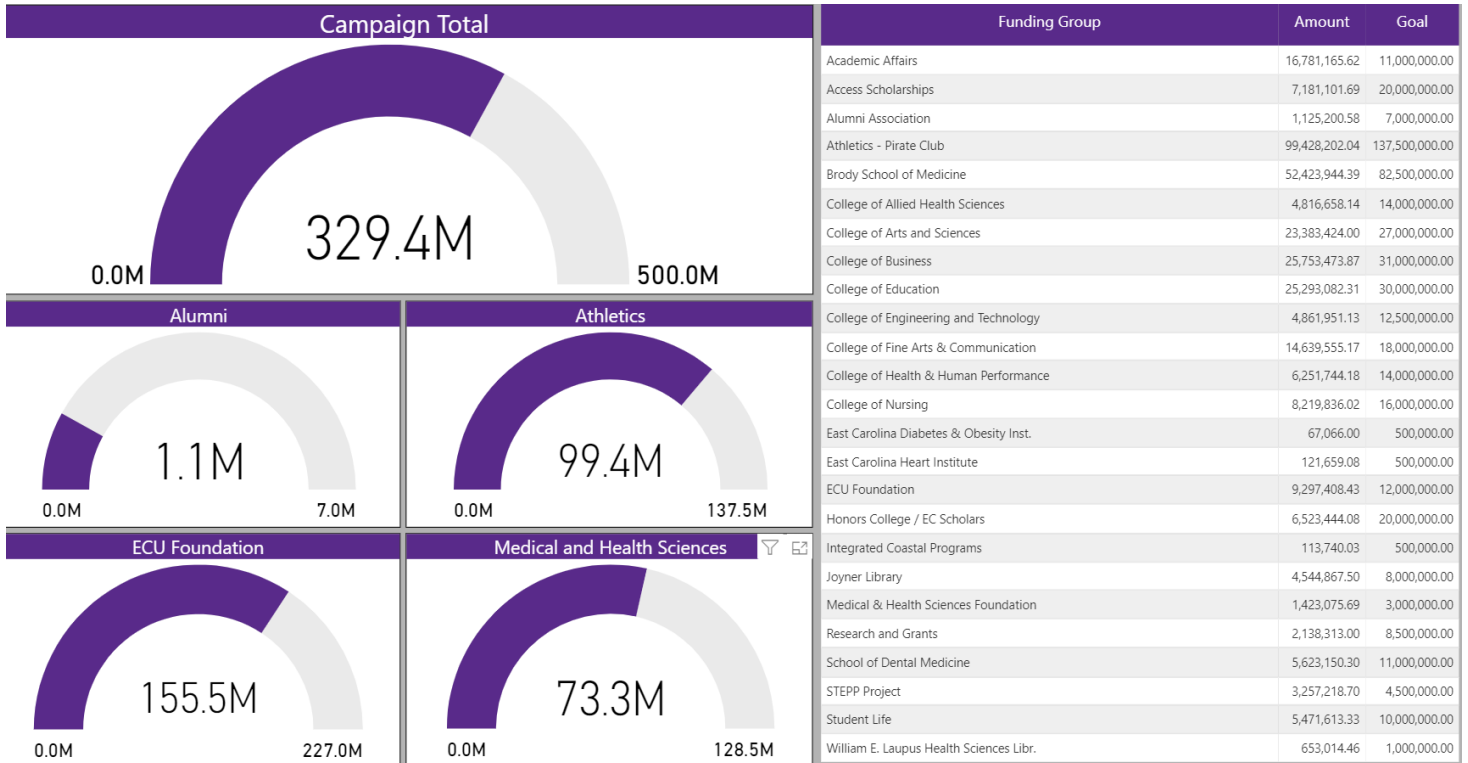 Campaign Total
329.4M
0.0M 500.0M
Alumni
1.1M
0.0M 7.0M
Athletics
99.4M
0.0M 137.5M
ECU Foundation
155.5M
0.0M 227.0M
Medical and Health Sciences
73.3M
0.0M 128.5M
Funding Group Amount Goal
Academic Affairs 16,781,165.62 11,000,000.00
Access Scholarships 7,181,101.69 20,000,000.00
Alumni Association 1,125,200.58 7,000,000.00
Athletics - Pirate Club 99,428,202.04 137,500,000.00
Brody School of Medicine 52,423,944.39 82,500,000.00
College of Allied Health Sciences 4,816,658.14 14,000,000.00
College of Arts and Sciences 23,383,424.00 27,000,000.00
College of Business 25,753,473.87 31,000,000.00
College of Education 25,293,082.31 30,000,000.00
College of Engineering and Technology 4,861,951.13 12,500,000.00
College of Fine Arts & Communication 14,639,555.17 18,000,000.00
College of Health & Human Performance 6,251,744.18 14,000,000.00
College of Nursing 8,219,836.02 16,000,000.00
East Carolina Diabetes & Obesity Inst. 67,066.00 500,000.00
East Carolina Heart Institute 121,659.08 500,000.00
ECU Foundation 9,297,408.43 12,000,000.00
Honors College / EC Scholars 6,523,444.08 20,000,000.00
Integrated Coastal Programs 113,740.03 500,000.00
Joyner Library 4,544,867.50 8,000,000.00
Medical & Health Sciences Foundation 1,423,075.69 3,000,000.00
Research and Grants 2,138,313.00 8,500,000.00
School of Dental Medicine 5,623,150.30 11,000,000.00
STEPP Project 3,257,218.70 4,500,000.00
Student Life 5,471,613.33 10,000,000.00
William E. Laupus Health Sciences Libr. 653,014.46 1,000,000.00